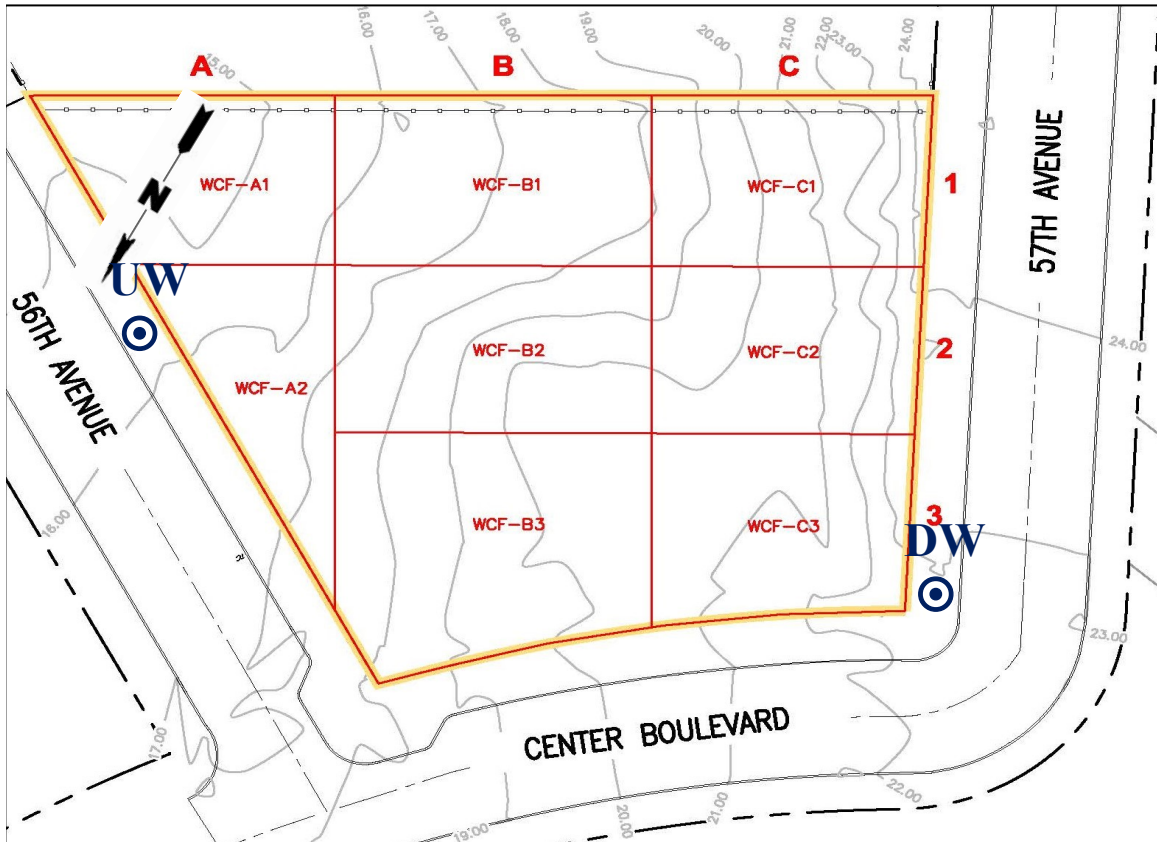 16.00
17.00
18.00
19.00
20.00
21.00
22.00
23.00
24.00
A
B
C
15.00
N
WCF-A1
WCF-B1
WCF-C1
1
57TH AVENUE
UW
56TH AVENUE
WCF-A2
WCF-B2
WCF-C2
2
24.00
16.00
WCF-B3
WCF-C3
3
DW
23.00
17.00
CENTER BOULEVARD
22.00
21.00
20.00
19.00